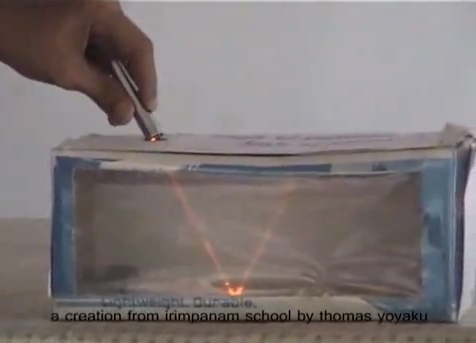 Lightweight. Durable.
a creation from irimpanam school by thomas yoyaku